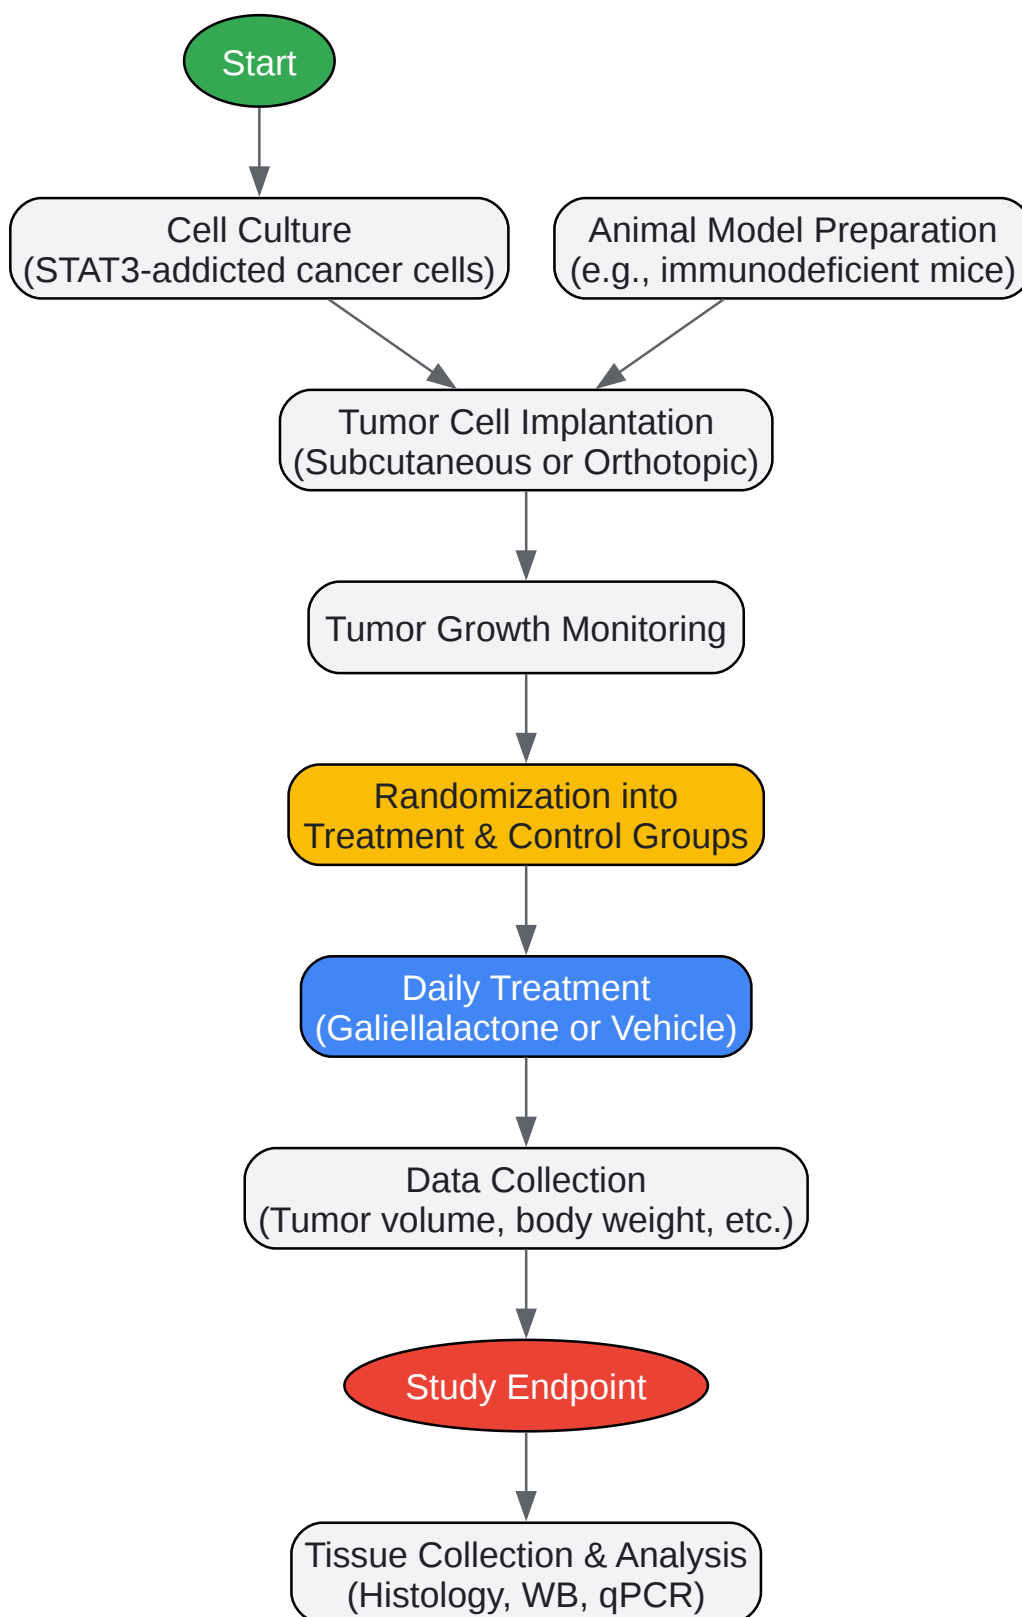 Start
Cell Culture
(STAT3-addicted cancer cells)
Animal Model Preparation
(e.g., immunodeficient mice)
Tumor Cell Implantation
(Subcutaneous or Orthotopic)
Tumor Growth Monitoring
Randomization into
Treatment & Control Groups
Daily Treatment
(Galiellalactone or Vehicle)
Data Collection
(Tumor volume, body weight, etc.)
Study Endpoint
Tissue Collection & Analysis
(Histology, WB, qPCR)